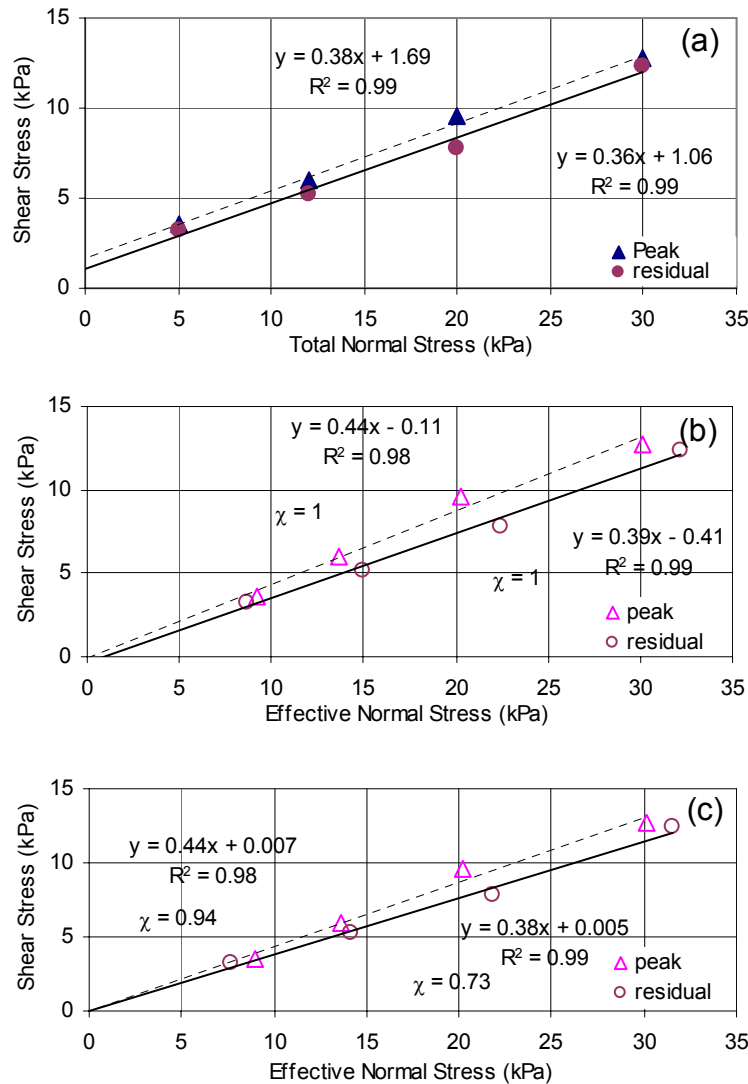 15
(a)
y = 0.38x + 1.69
R² = 0.99
10
y = 0.36x + 1.06
R² = 0.99
5
Peak
residual
0
0 5 10 15 20 25 30 35
Shear Stress (kPa)
Total Normal Stress (kPa)
15
(b)
y = 0.44x - 0.11
R² = 0.98
10
χ = 1
y = 0.39x - 0.41
R² = 0.99
χ = 1
5
peak
residual
0
0 5 10 15 20 25 30 35
Shear Stress (kPa)
Effective Normal Stress (kPa)
15
(c)
y = 0.44x + 0.007
R² = 0.98
10
χ = 0.94
y = 0.38x + 0.005
R² = 0.99
5
peak
χ = 0.73
residual
0
0 5 10 15 20 25 30 35
Shear Stress (kPa)
Effective Normal Stress (kPa)